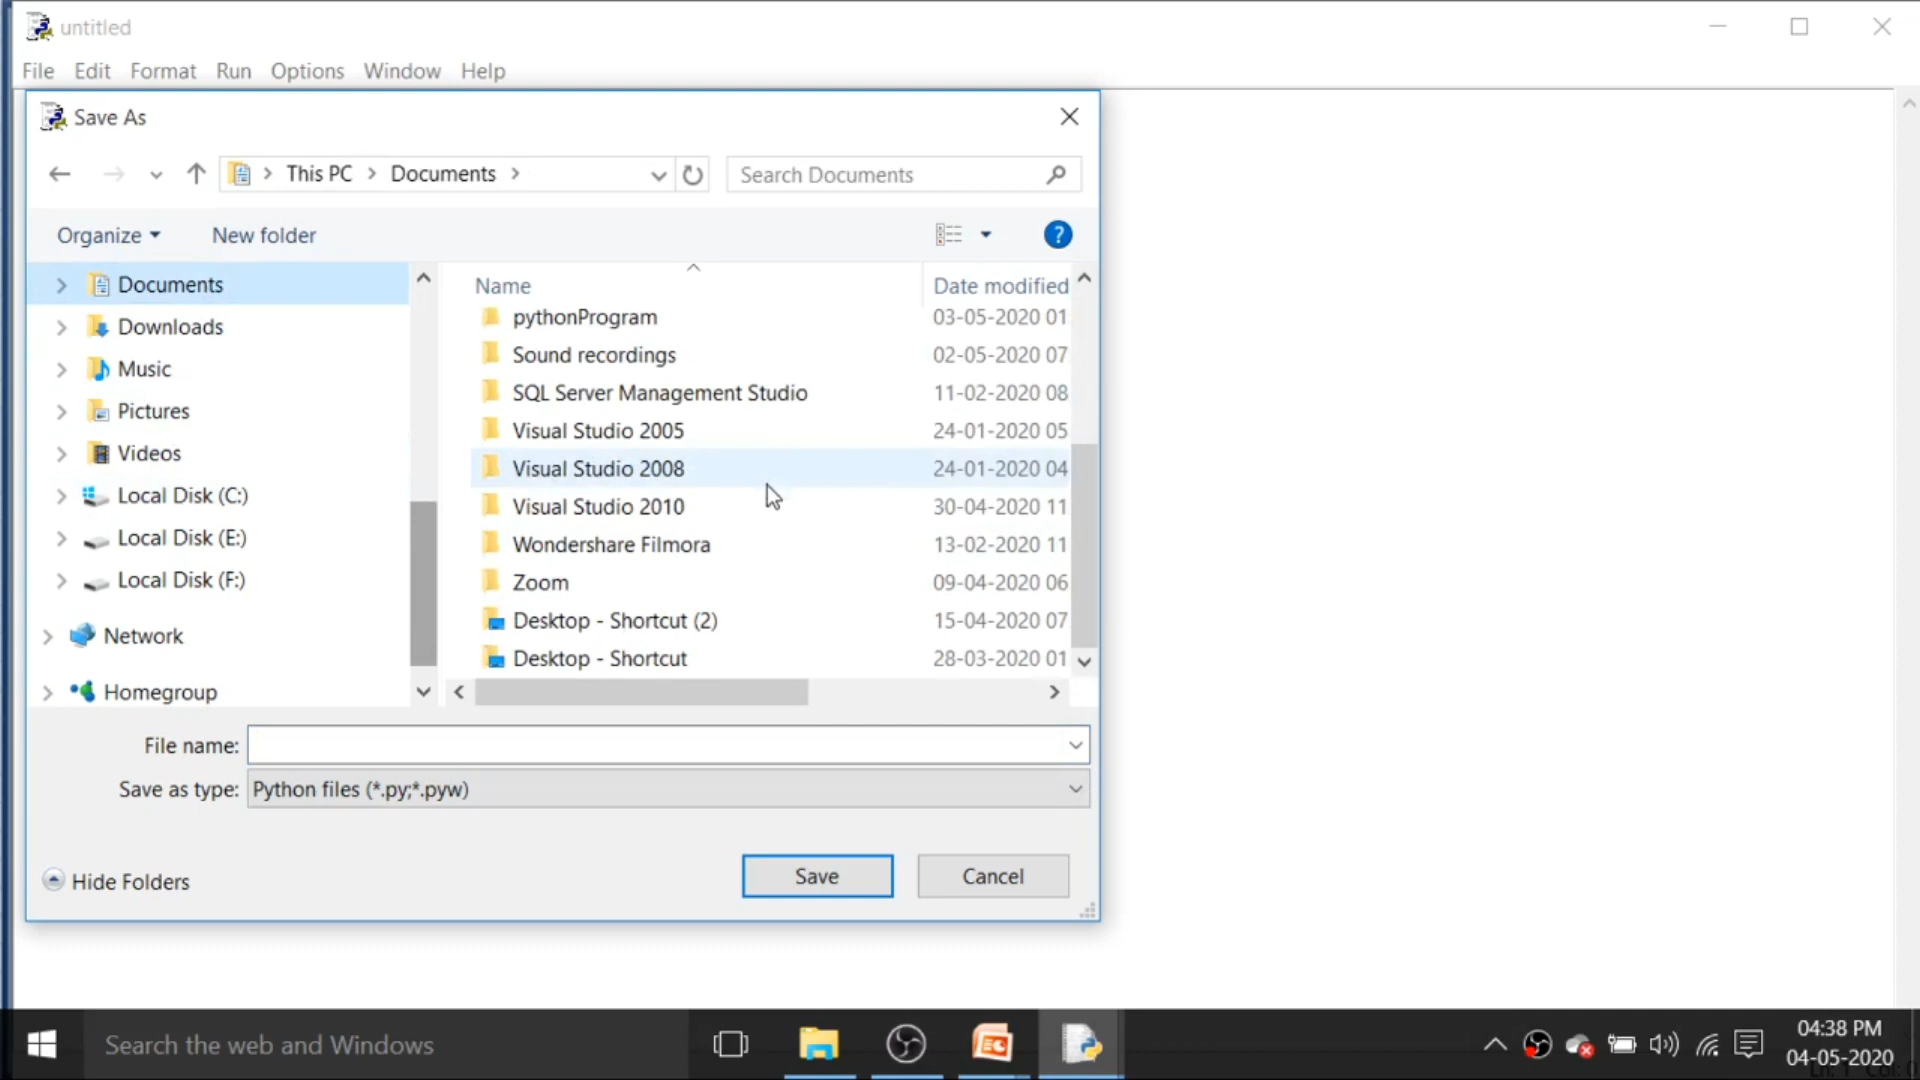 untitled
File Edit Format Run Options Window Help
Save As
This PC Documents
Search Documents
Organize New folder
?
Documents
Downloads
Music
Pictures
Videos
Local Disk (C:)
Local Disk (E:)
Local Disk (F:)
Network
Homegroup
Name Date modified
pythonProgram 03-05-2020 01
Sound recordings 02-05-2020 07
SQL Server Management Studio 11-02-2020 08
Visual Studio 2005 24-01-2020 05
Visual Studio 2008 24-01-2020 04
Visual Studio 2010 30-04-2020 11
Wondershare Filmora 13-02-2020 11
Zoom 09-04-2020 06
Desktop - Shortcut (2) 15-04-2020 07
Desktop - Shortcut 28-03-2020 01
File name:
Save as type: Python files (*.py;*.pyw)
Hide Folders
Save
Cancel
Search the web and Windows
04:38 PM
04-05-2020